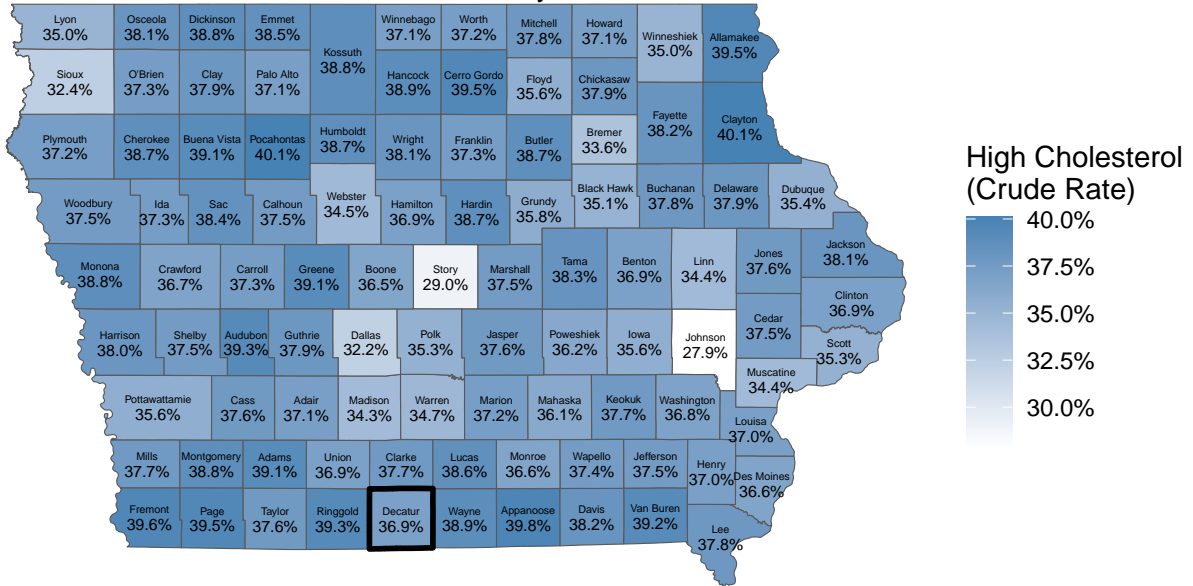 Lyon
35.0%
Osceola
38.1%
Dickinson
38.8%
Emmet
38.5%
Kossuth
38.8%
Winnebago
37.1%
Worth
37.2%
Mitchell
37.8%
Howard
37.1%
Winneshiek
35.0%
Allamakee
39.5%
Sioux
32.4%
O'Brien
37.3%
Clay
37.9%
Palo Alto
37.1%
Hancock
38.9%
Cerro Gordo
39.5%
Floyd
35.6%
Chickasaw
37.9%
Fayette
38.2%
Clayton
40.1%
Plymouth
37.2%
Cherokee
38.7%
Buena Vista
39.1%
Pocahontas
40.1%
Humboldt
38.7%
Wright
38.1%
Franklin
37.3%
Butler
38.7%
Bremer
33.6%
Woodbury
37.5%
Ida
37.3%
Sac
38.4%
Calhoun
37.5%
Webster
34.5%
Hamilton
36.9%
Hardin
38.7%
Grundy
35.8%
Black Hawk
35.1%
Buchanan
37.8%
Delaware
37.9%
Dubuque
35.4%
Monona
38.8%
Crawford
36.7%
Carroll
37.3%
Greene
39.1%
Boone
36.5%
Story
29.0%
Marshall
37.5%
Tama
38.3%
Benton
36.9%
Linn
34.4%
Jones
37.6%
Jackson
38.1%
Clinton
36.9%
Harrison
38.0%
Shelby
37.5%
Audubon
39.3%
Guthrie
37.9%
Dallas
32.2%
Polk
35.3%
Jasper
37.6%
Poweshiek
36.2%
Iowa
35.6%
Johnson
27.9%
Cedar
37.5%
Scott
35.3%
Muscatine
34.4%
Pottawattamie
35.6%
Cass
37.6%
Adair
37.1%
Madison
34.3%
Warren
34.7%
Marion
37.2%
Mahaska
36.1%
Keokuk
37.7%
Washington
36.8%
Louisa
37.0%
Mills
37.7%
Montgomery
38.8%
Adams
39.1%
Union
36.9%
Clarke
37.7%
Lucas
38.6%
Monroe
36.6%
Wapello
37.4%
Jefferson
37.5%
Henry
37.0%
Des Moines
36.6%
Fremont
39.6%
Page
39.5%
Taylor
37.6%
Ringgold
39.3%
Decatur
36.9%
Wayne
38.9%
Appanoose
39.8%
Davis
38.2%
Van Buren
39.2%
Lee
37.8%
High Cholesterol
(Crude Rate)
40.0%
37.5%
35.0%
32.5%
30.0%